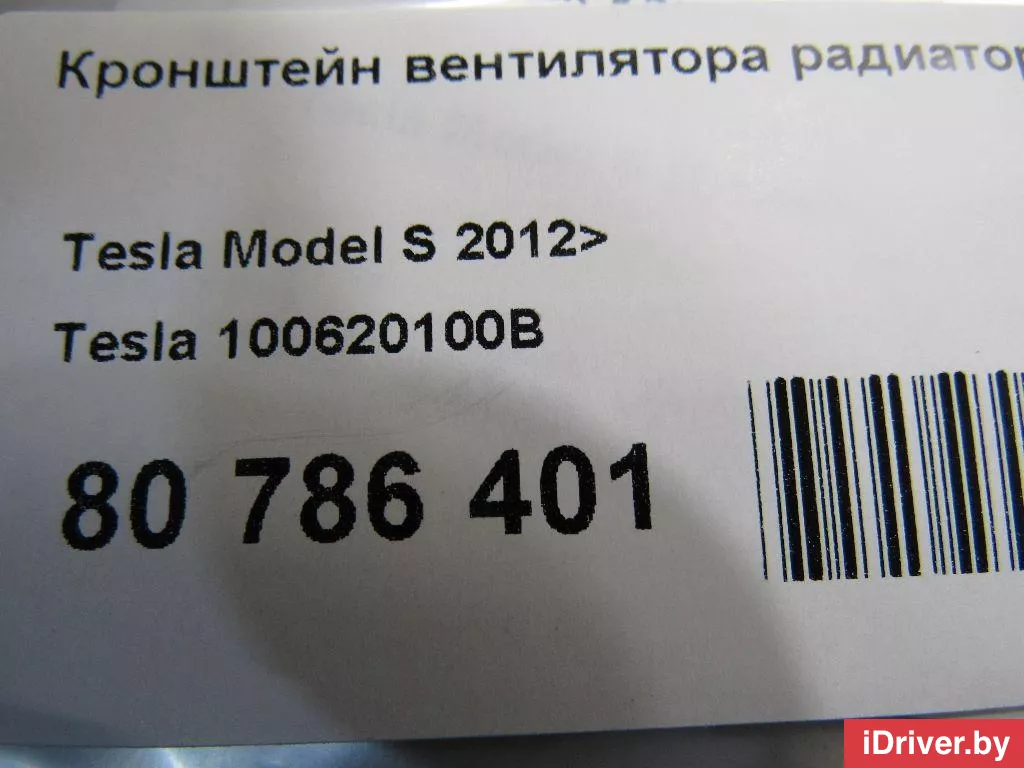 Кронштейн вентилятора радиатор
Tesla Model S 2012>
Tesla 100620100B
80 786 401
iDriver.by